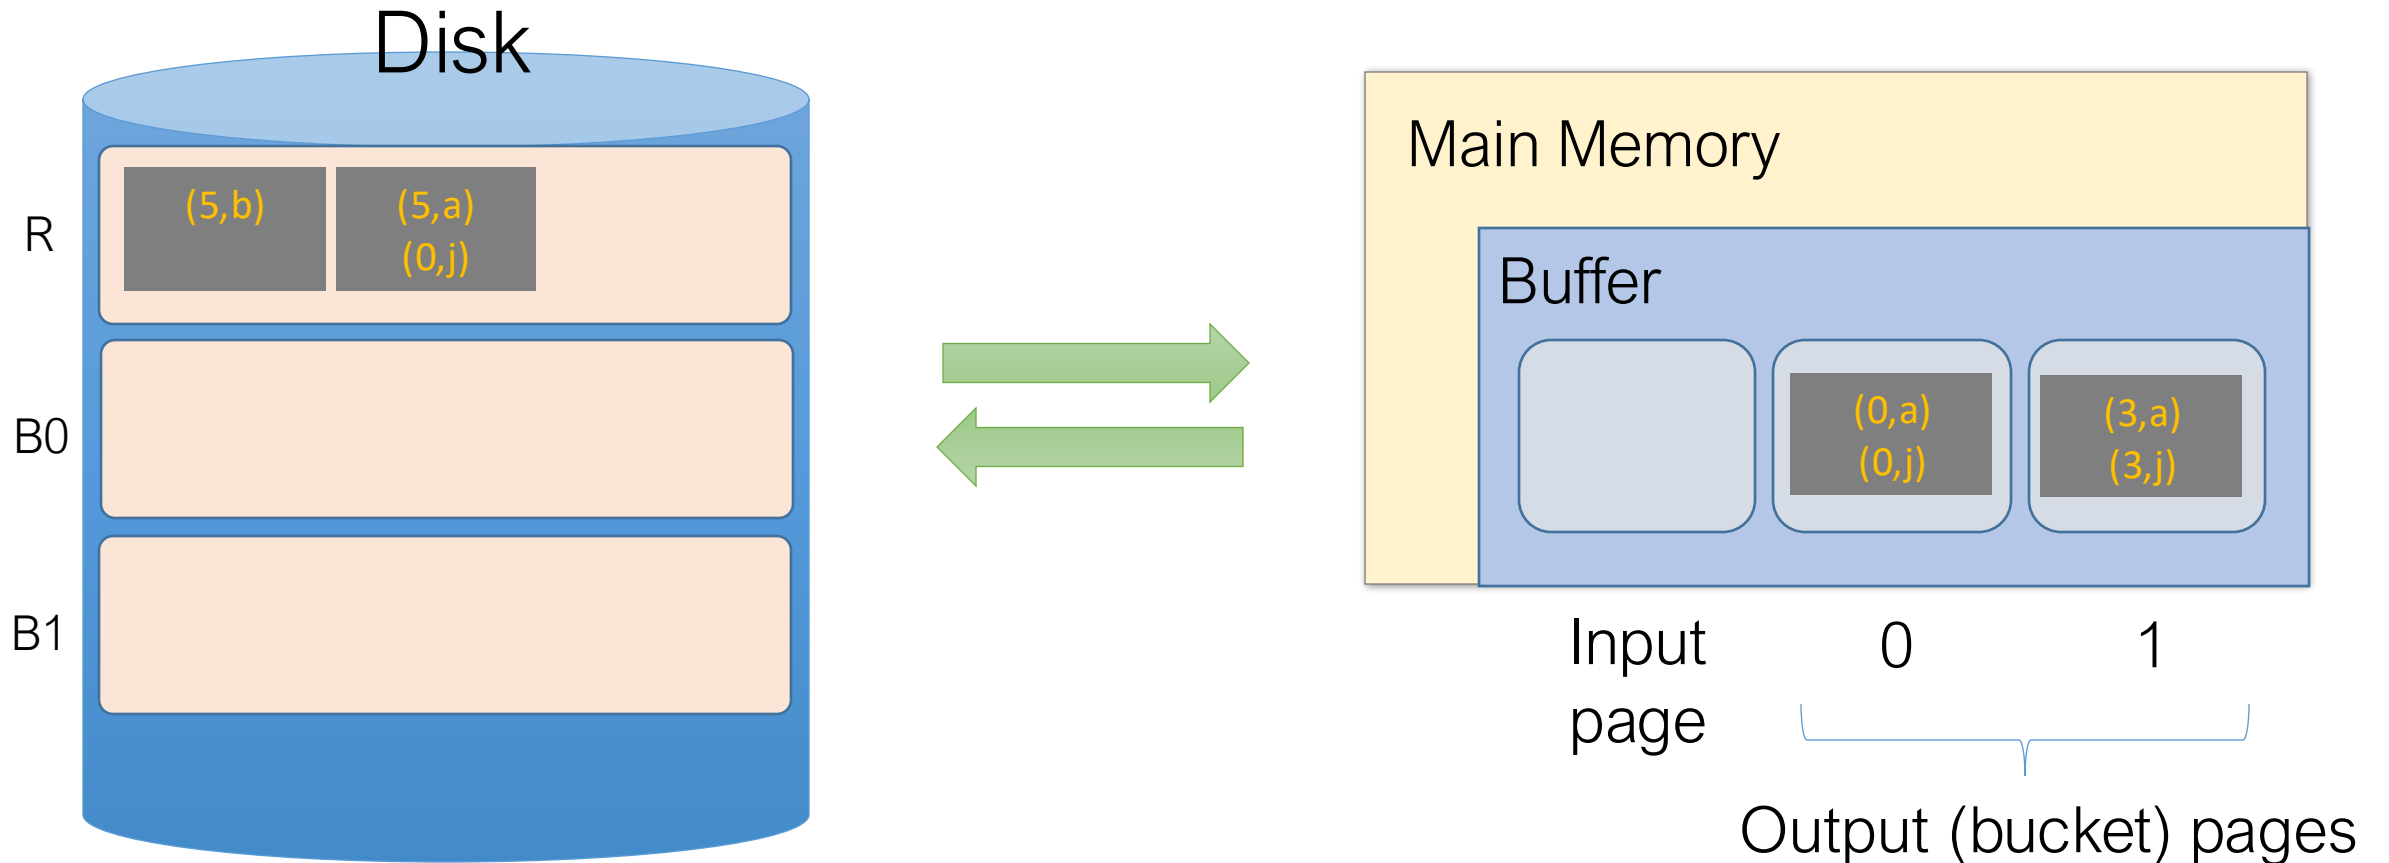 Disk
R
(5,b)
(5,a)
(0,j)
B0
B1
Main Memory
Buffer
(0,a)
(0,j)
(3,a)
(3,j)
Input
page
0
1
Output (bucket) pages